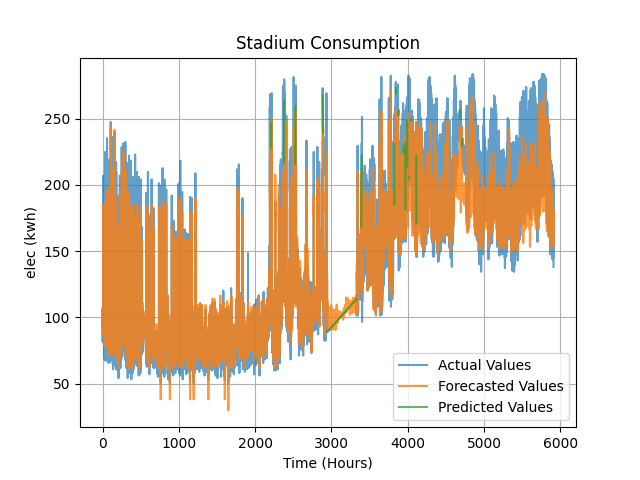 Stadium Consumption
elec (kwh)
250
200
150
100
50
0 1000 2000 3000 4000 5000 6000
Time (Hours)
Actual Values
Forecasted Values
Predicted Values